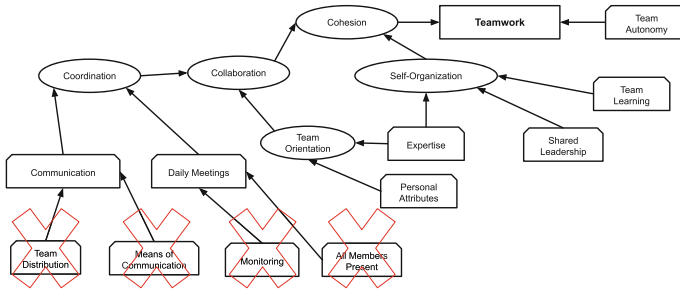 Cohesion
Teamwork
Team
Autonomy
Coordination
Collaboration
Self-Organization
Team
Learning
Team
Orientation
Expertise
Shared
Leadership
Communication
Daily Meetings
Personal
Attributes
Team
Distribution
Means of
Communication
Monitoring
All Members
Present